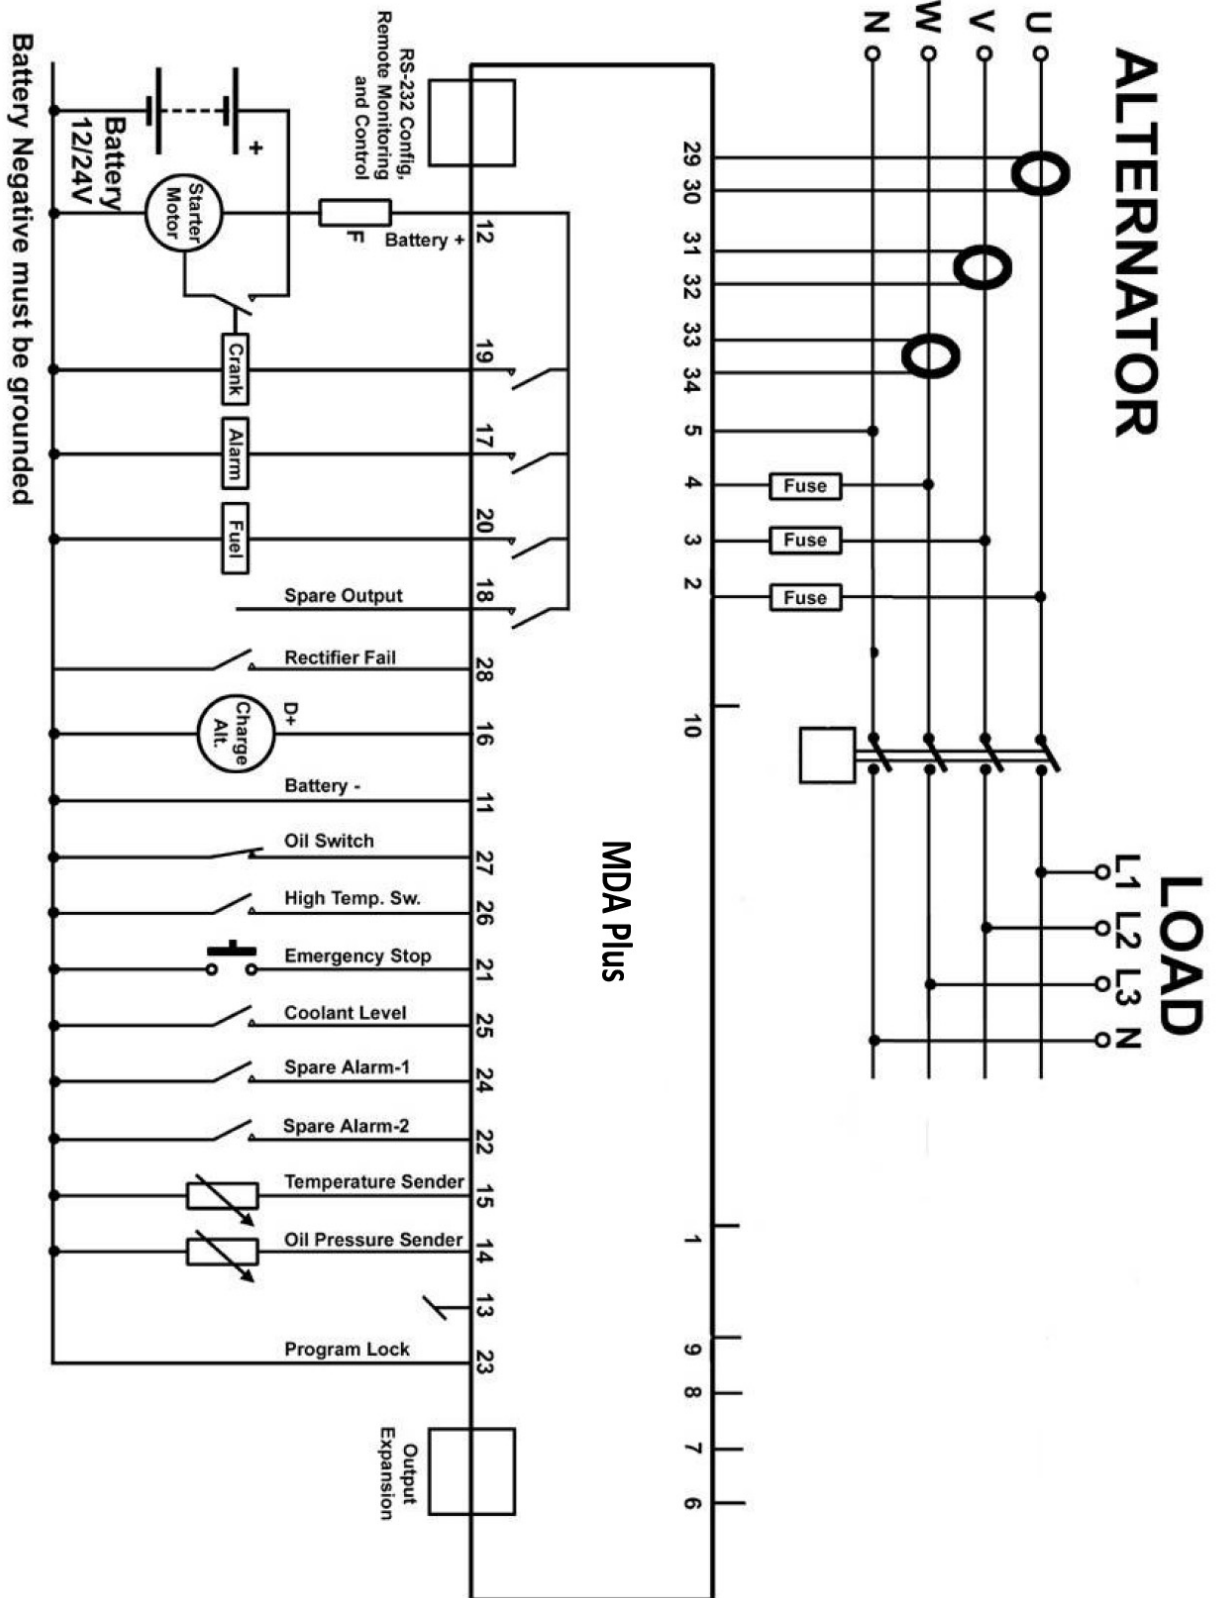 ALTERNATOR
U
V
W
N
LOAD
L1
L2
L3
N
29
30
31
32
33
34
5
4
3
2
10
1
9
8
7
6
Fuse
Fuse
Fuse
MDA Plus
RS-232 Config,
Remote Monitoring
and Control
12
19
17
20
18
28
16
11
27
26
21
25
24
22
15
14
13
23
Battery +
F
+
Battery
12/24V
Starter
Motor
Crank
Alarm
Fuel
Spare Output
Rectifier Fail
D+
Charge
Alt.
Battery -
Oil Switch
High Temp. Sw.
Emergency Stop
Coolant Level
Spare Alarm-1
Spare Alarm-2
Temperature Sender
Oil Pressure Sender
Program Lock
Output
Expansion
Battery Negative must be grounded